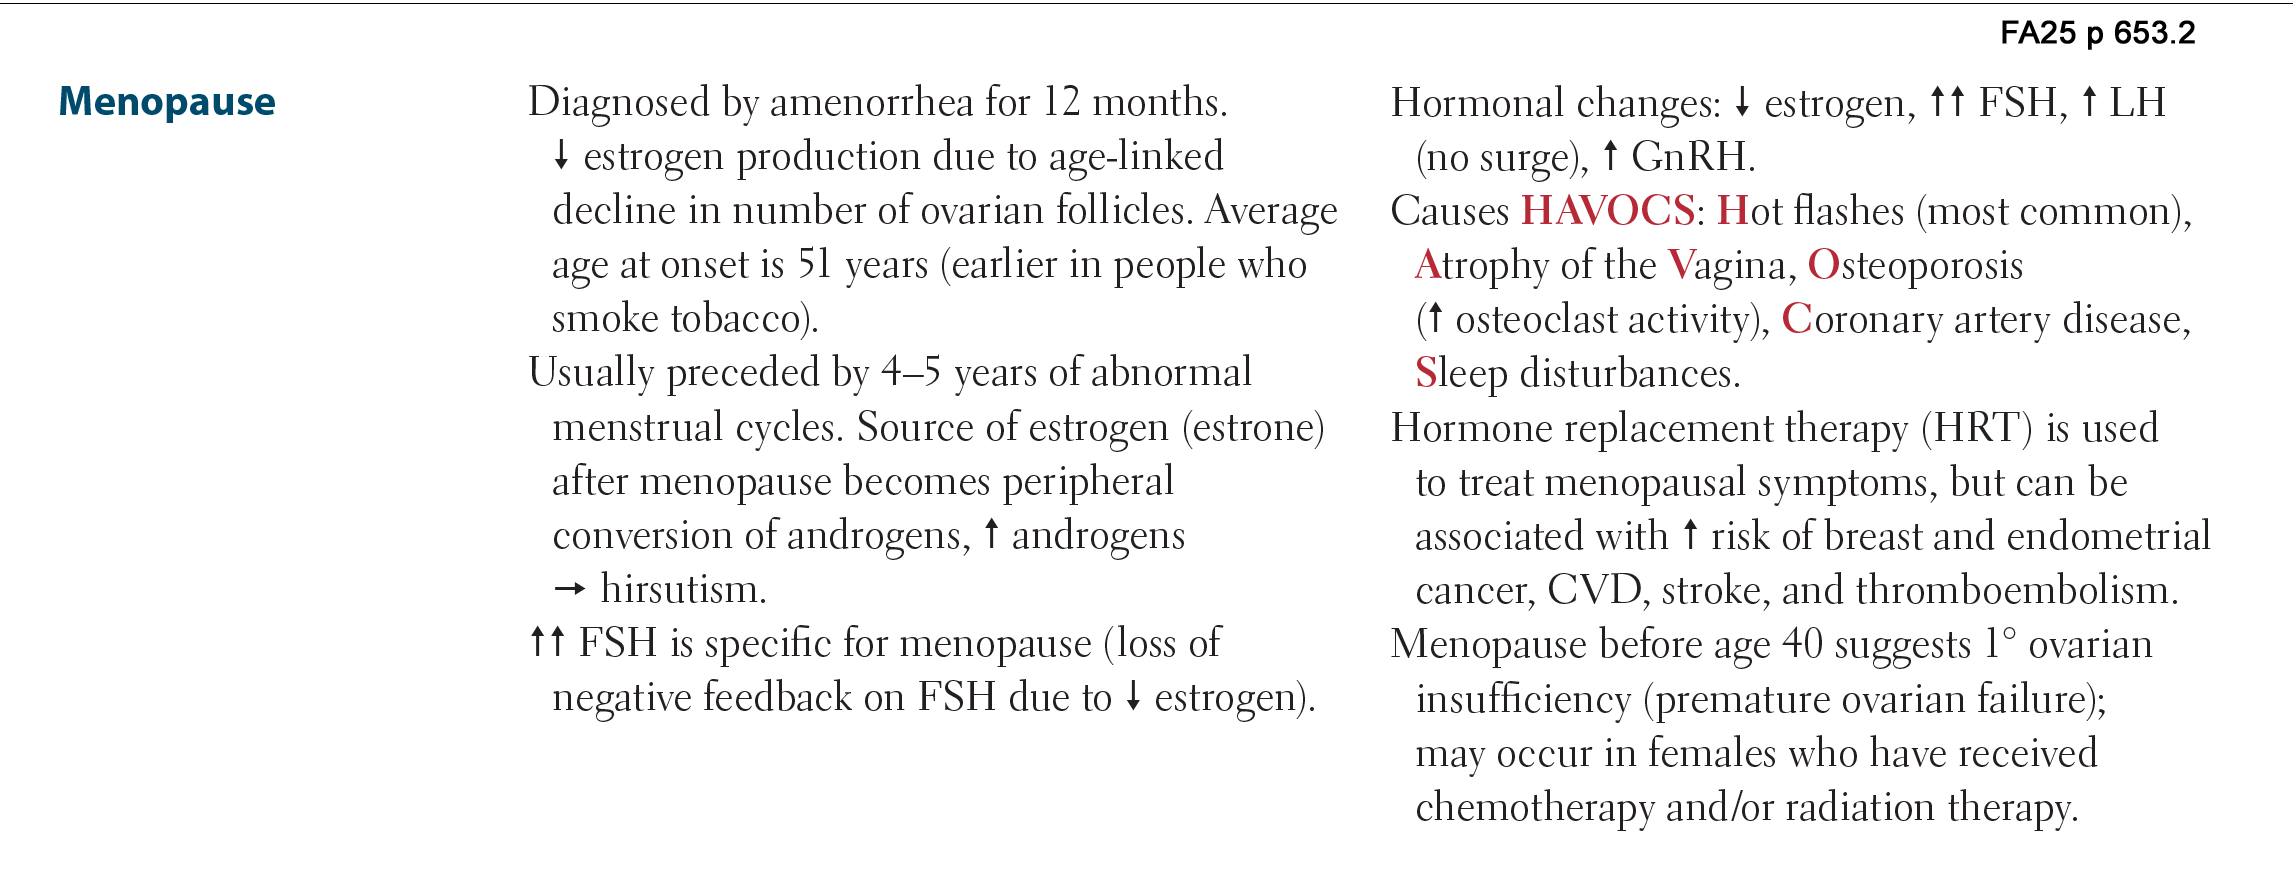 FA25 p 653.2
Menopause
Diagnosed by amenorrhea for 12 months.
↓ estrogen production due to age-linked
decline in number of ovarian follicles. Average
age at onset is 51 years (earlier in people who
smoke tobacco).
Usually preceded by 4–5 years of abnormal
menstrual cycles. Source of estrogen (estrone)
after menopause becomes peripheral
conversion of androgens, ↑ androgens
→ hirsutism.
↑↑ FSH is specific for menopause (loss of
negative feedback on FSH due to ↓ estrogen).
Hormonal changes: ↓ estrogen, ↑↑ FSH, ↑ LH
(no surge), ↑ GnRH.
Causes HAVOCS: Hot flashes (most common),
Atrophy of the Vagina, Osteoporosis
(↑ osteoclast activity), Coronary artery disease,
Sleep disturbances.
Hormone replacement therapy (HRT) is used
to treat menopausal symptoms, but can be
associated with ↑ risk of breast and endometrial
cancer, CVD, stroke, and thromboembolism.
Menopause before age 40 suggests 1° ovarian
insufficiency (premature ovarian failure);
may occur in females who have received
chemotherapy and/or radiation therapy.